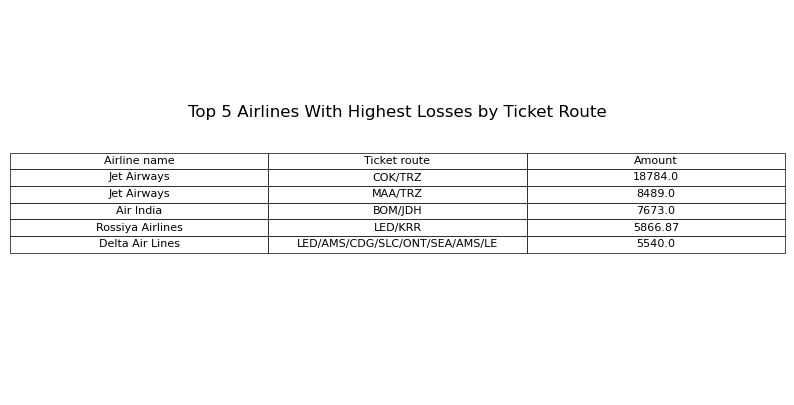 Top 5 Airlines With Highest Losses by Ticket Route
Airline name Ticket route Amount
Jet Airways COK/TRZ 18784.0
Jet Airways MAA/TRZ 8489.0
Air India BOM/JDH 7673.0
Rossiya Airlines LED/KRR 5866.87
Delta Air Lines LED/AMS/CDG/SLC/ONT/SEA/AMS/LE 5540.0